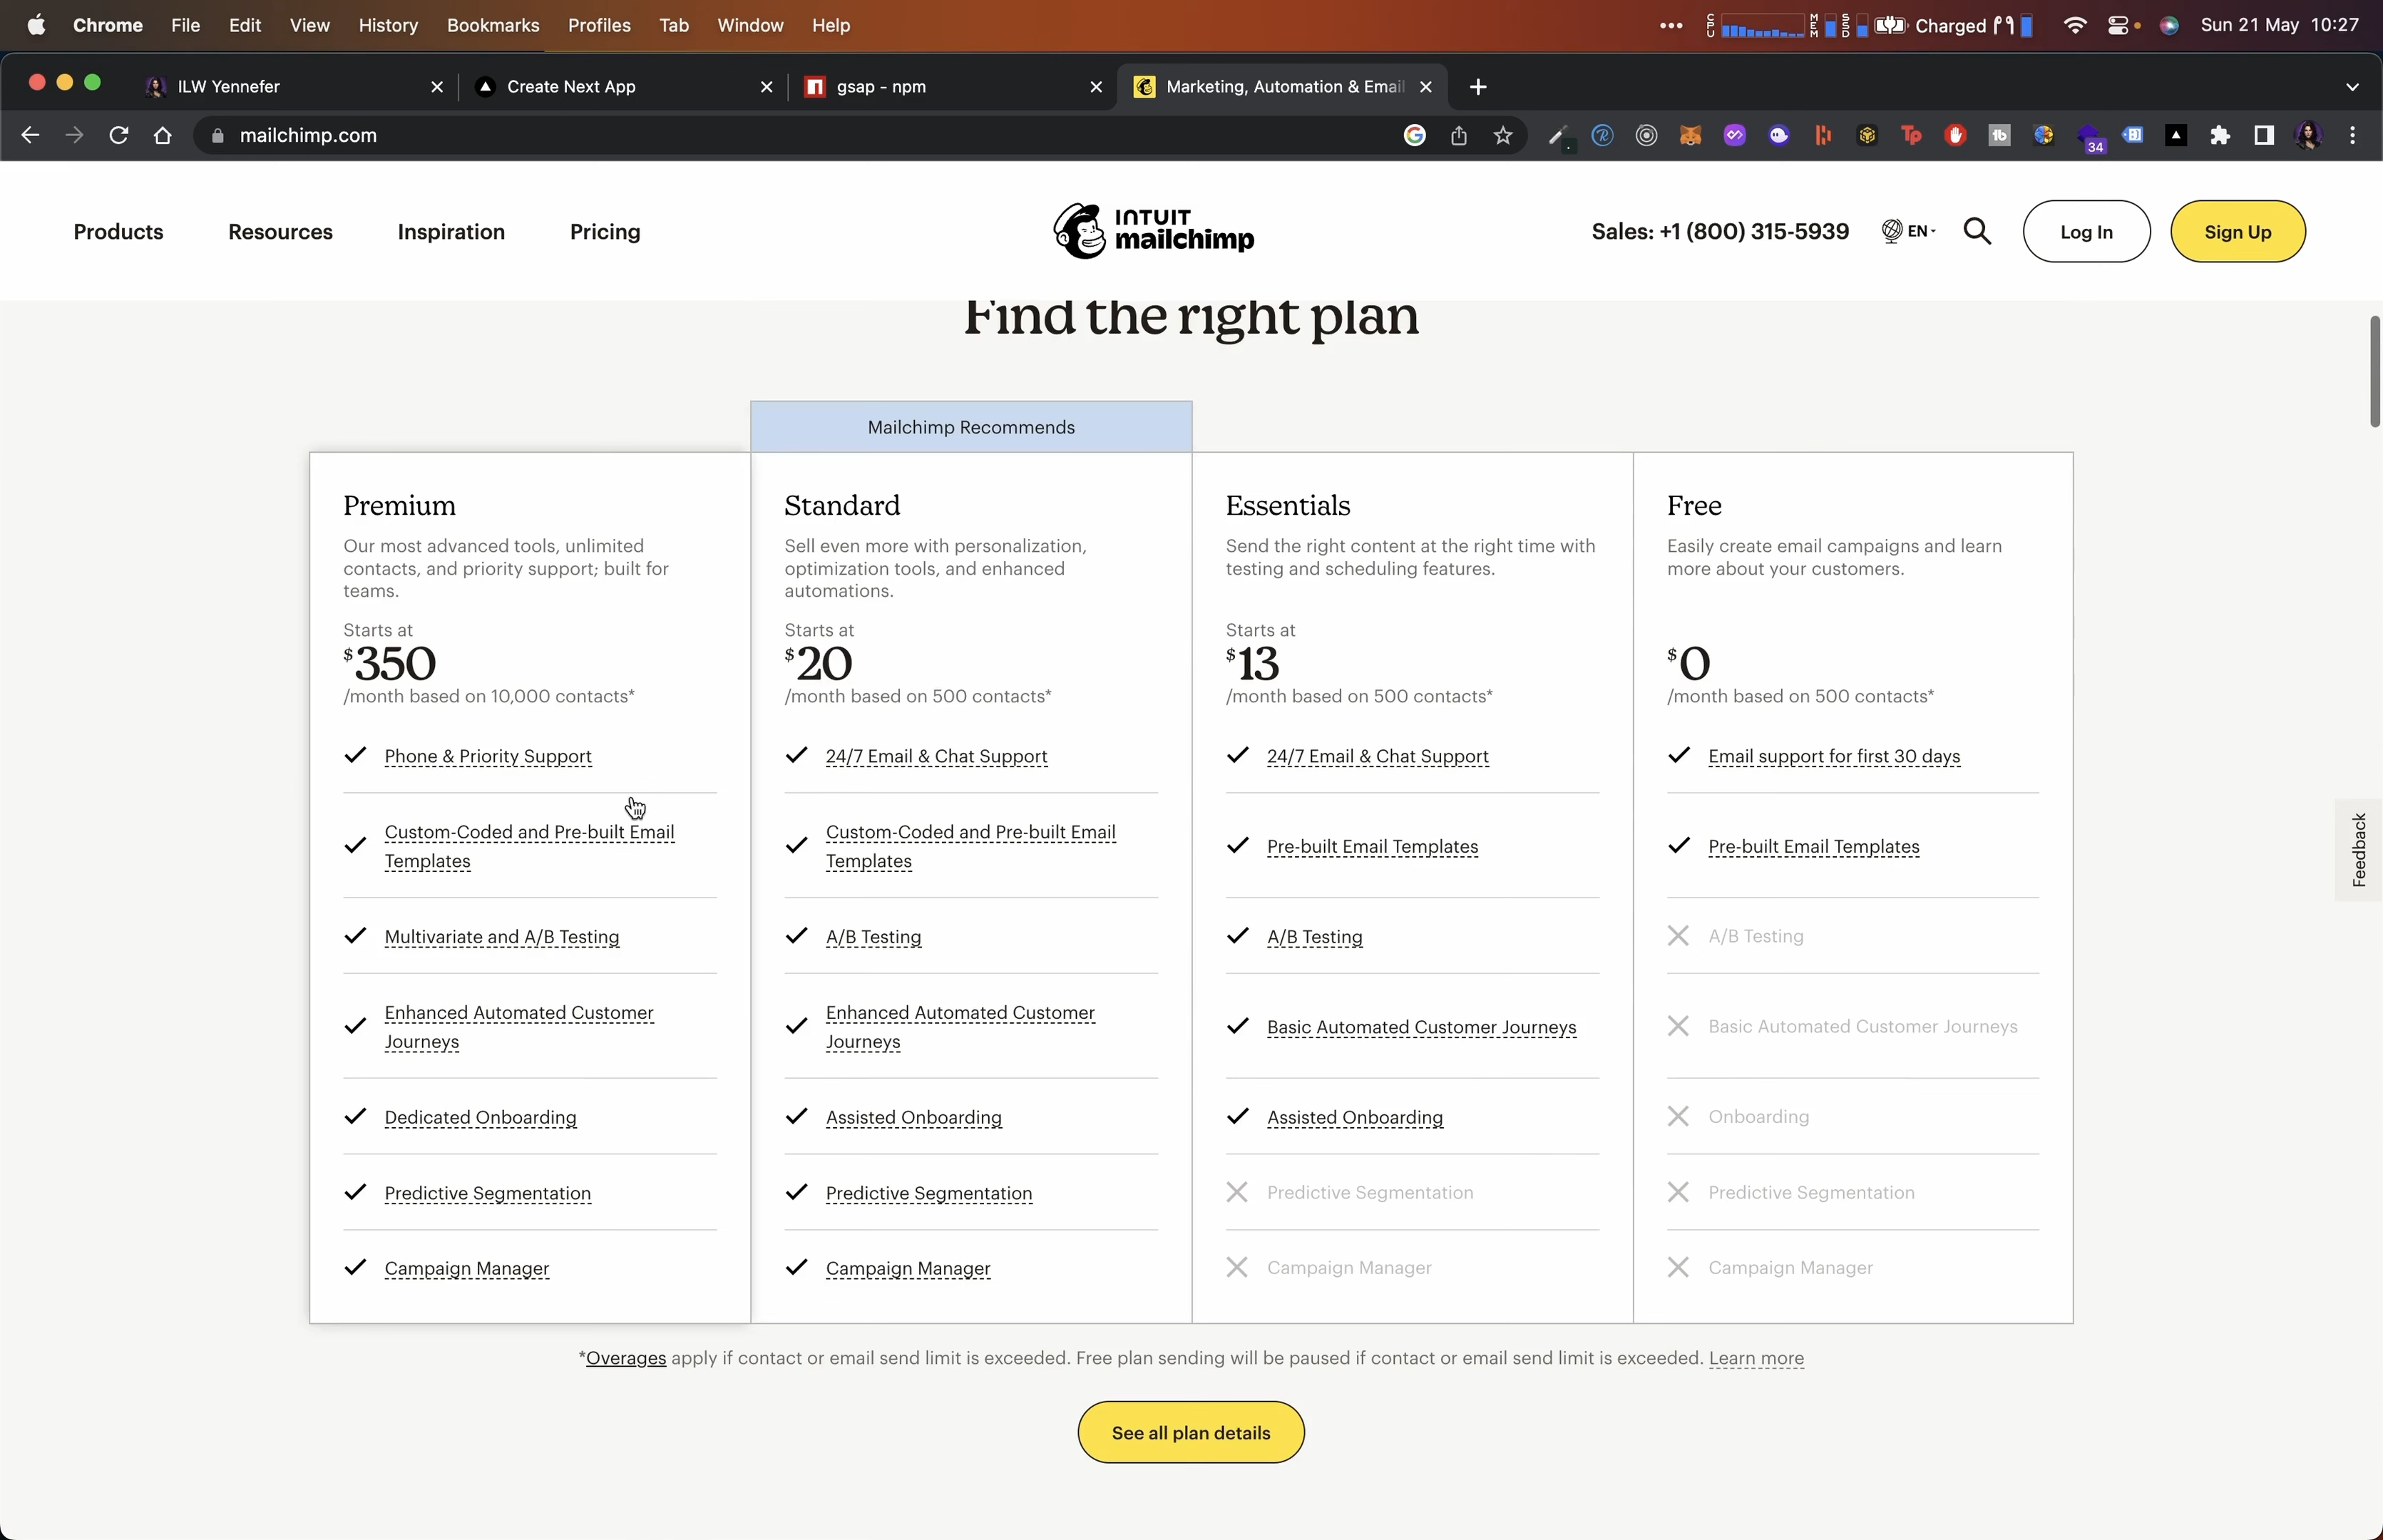 Chrome File Edit View History Bookmarks Profiles Tab Window Help
CPU MEM SSD Charged Sun 21 May 10:27
ILW Yennefer
Create Next App
gsap - npm
Marketing, Automation & Email
mailchimp.com
34
Products Resources Inspiration Pricing
INTUIT
mailchimp
Sales: +1 (800) 315-5939 EN Log In Sign Up
Find the right plan
Mailchimp Recommends
Premium
Our most advanced tools, unlimited
contacts, and priority support; built for
teams.
Starts at
$350
/month based on 10,000 contacts*
Phone & Priority Support
Custom-Coded and Pre-built Email
Templates
Multivariate and A/B Testing
Enhanced Automated Customer
Journeys
Dedicated Onboarding
Predictive Segmentation
Campaign Manager
Standard
Sell even more with personalization,
optimization tools, and enhanced
automations.
Starts at
$20
/month based on 500 contacts*
24/7 Email & Chat Support
Custom-Coded and Pre-built Email
Templates
A/B Testing
Enhanced Automated Customer
Journeys
Assisted Onboarding
Predictive Segmentation
Campaign Manager
Essentials
Send the right content at the right time with
testing and scheduling features.
Starts at
$13
/month based on 500 contacts*
24/7 Email & Chat Support
Pre-built Email Templates
A/B Testing
Basic Automated Customer Journeys
Assisted Onboarding
Predictive Segmentation
Campaign Manager
Free
Easily create email campaigns and learn
more about your customers.
$0
/month based on 500 contacts*
Email support for first 30 days
Pre-built Email Templates
A/B Testing
Basic Automated Customer Journeys
Onboarding
Predictive Segmentation
Campaign Manager
Feedback
*Overages apply if contact or email send limit is exceeded. Free plan sending will be paused if contact or email send limit is exceeded. Learn more
See all plan details